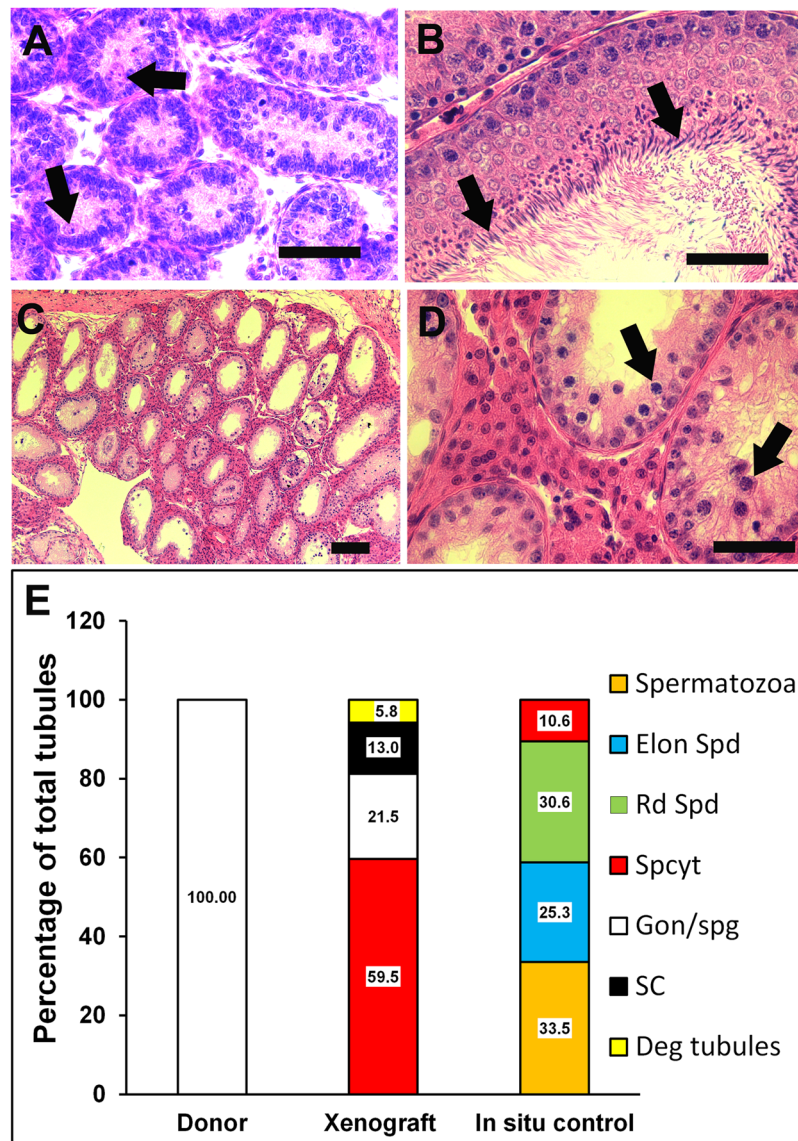 A
B
C
D
E
Percentage of total tubules
120
100
80
60
40
20
0
100.00
5.8
13.0
21.5
59.5
10.6
30.6
25.3
33.5
Donor
Xenograft
In situ control
Spermatozoa
Elon Spd
Rd Spd
Spcyt
Gon/spg
SC
Deg tubules